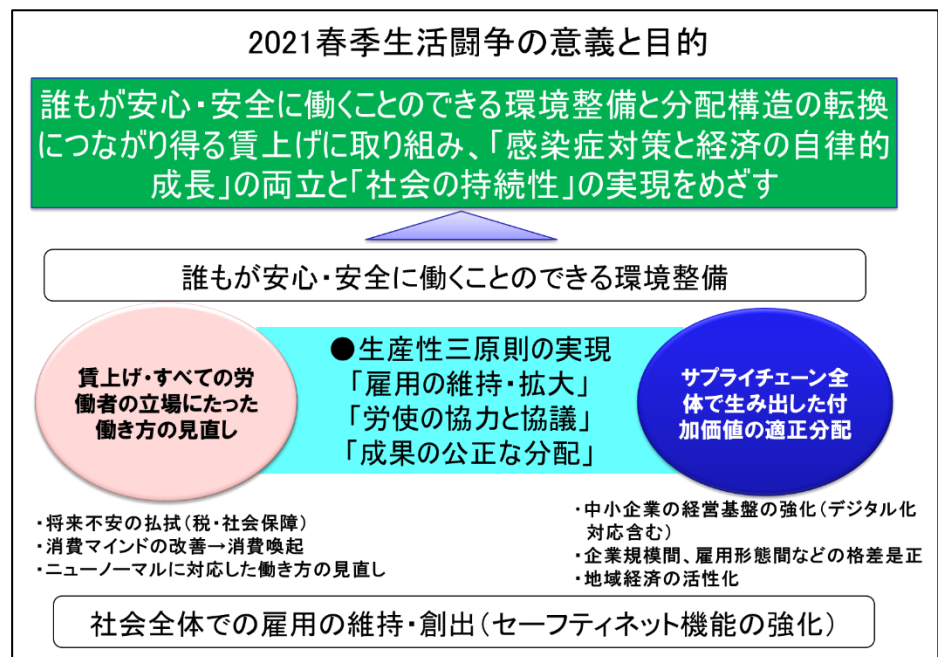 2021春季生活闘争の意義と目的
誰もが安心・安全に働くことのできる環境整備と分配構造の転換
につながり得る賃上げに取り組み、「感染症対策と経済の自律的
成長」の両立と「社会の持続性」の実現をめざす
誰もが安心・安全に働くことのできる環境整備
賃上げ・すべての労
働者の立場にたった
働き方の見直し
●生産性三原則の実現
「雇用の維持・拡大」
「労使の協力と協議」
「成果の公正な分配」
サプライチェーン全
体で生み出した付
加価値の適正分配
・将来不安の払拭(税・社会保障)
・消費マインドの改善→消費喚起
・ニューノーマルに対応した働き方の見直し
・中小企業の経営基盤の強化(デジタル化
対応含む)
・企業規模間、雇用形態間などの格差是正
・地域経済の活性化
社会全体での雇用の維持・創出(セーフティネット機能の強化)